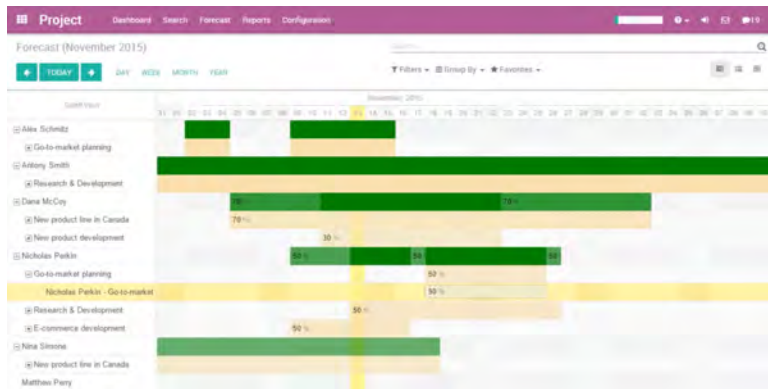 Project Dashboard Search Forecast Reports Configuration 19
Forecast (November 2015)
Search...
TODAY DAY WEEK MONTH YEAR Filters Group By Favorites
November, 2015
Alex Schmitz
Go-to-market planning
Antony Smith
Research & Development
Dana McCoy 70 % 70 %
New product line in Canada 70 %
New product development 30 %
Nicholas Perkin 50 % 50 50 % 50
Go-to-market planning 50 %
Nicholas Perkin - Go-to-market 50 %
Research & Development 50 %
E-commerce development 50 %
Nina Simone
New product line in Canada
Matthew Perry